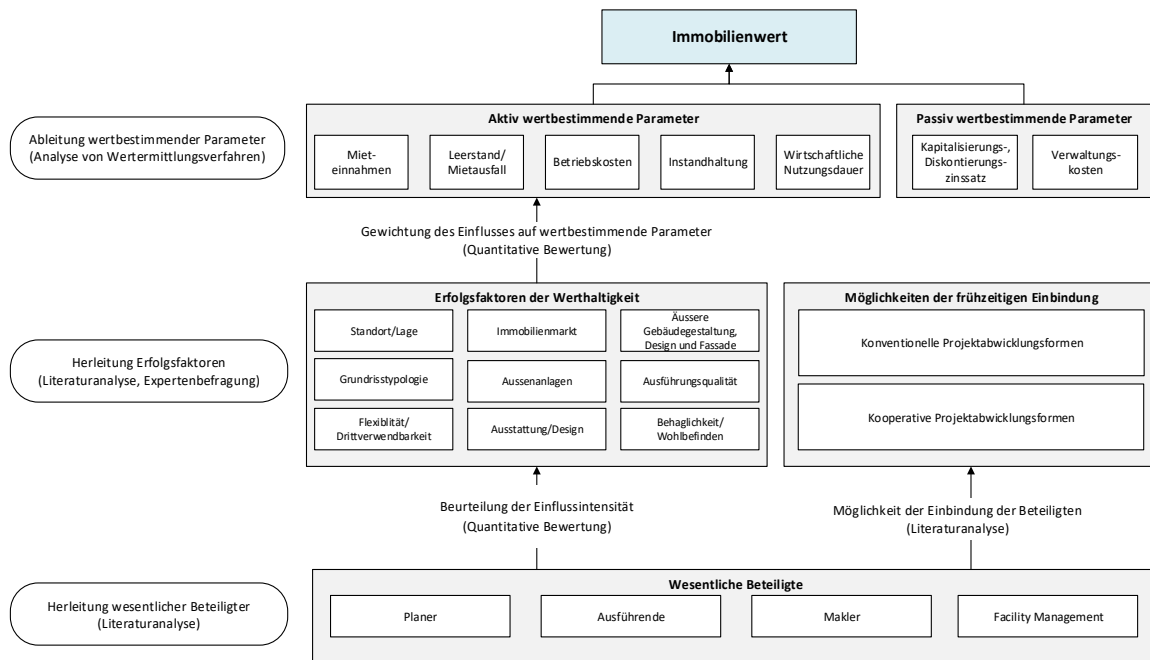 Immobilienwert
Ableitung wertbestimmender Parameter
(Analyse von Wertermittlungsverfahren)
Aktiv wertbestimmende Parameter
Miet-
einnahmen
Leerstand/
Mietausfall
Betriebskosten
Instandhaltung
Wirtschaftliche
Nutzungsdauer
Passiv wertbestimmende Parameter
Kapitalisierungs-,
Diskontierungs-
zinssatz
Verwaltungs-
kosten
Gewichtung des Einflusses auf wertbestimmende Parameter
(Quantitative Bewertung)
Herleitung Erfolgsfaktoren
(Literaturanalyse, Expertenbefragung)
Erfolgsfaktoren der Werthaltigkeit
Standort/Lage
Immobilienmarkt
Äussere
Gebäudegestaltung,
Design und Fassade
Grundrisstypologie
Aussenanlagen
Ausführungsqualität
Flexiblität/
Drittverwendbarkeit
Ausstattung/Design
Behaglichkeit/
Wohlbefinden
Möglichkeiten der frühzeitigen Einbindung
Konventionelle Projektabwicklungsformen
Kooperative Projektabwicklungsformen
Beurteilung der Einflussintensität
(Quantitative Bewertung)
Möglichkeit der Einbindung der Beteiligten
(Literaturanalyse)
Herleitung wesentlicher Beteiligter
(Literaturanalyse)
Wesentliche Beteiligte
Planer
Ausführende
Makler
Facility Management